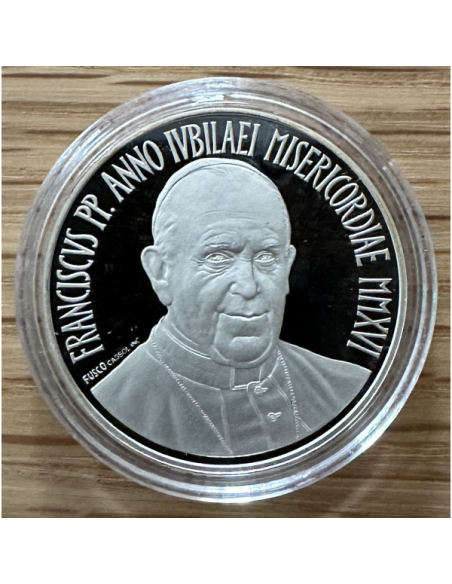 FRANCISCVS PP. ANNO IVBILAEI MISERICORDIAE MMXVI
FUSCO CASSOL INC